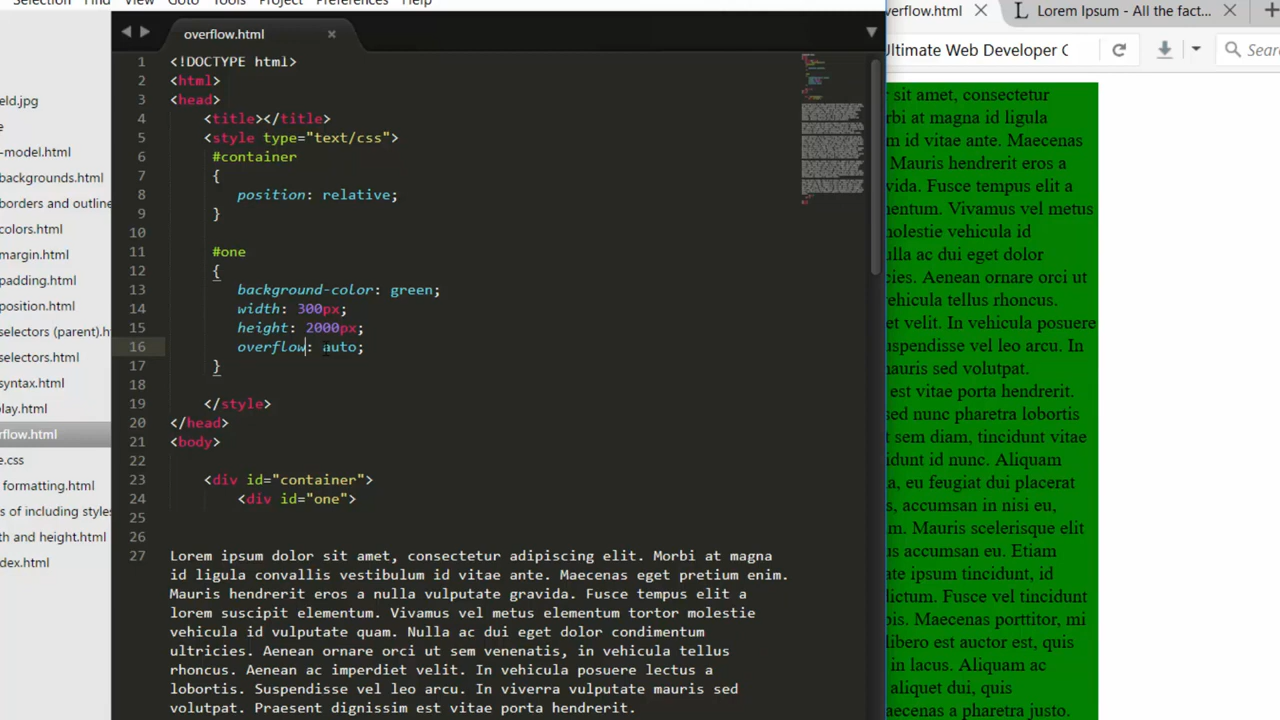 Selection Find View Goto Tools Project Preferences Help
overflow.html
1 <!DOCTYPE html>
2 <html>
3 <head>
4 <title></title>
5 <style type="text/css">
6 #container
7 {
8 position: relative;
9 }
10
11 #one
12 {
13 background-color: green;
14 width: 300px;
15 height: 2000px;
16 overflow: auto;
17 }
18
19 </style>
20 </head>
21 <body>
22
23 <div id="container">
24 <div id="one">
25
26
27 Lorem ipsum dolor sit amet, consectetur adipiscing elit. Morbi at magna
id ligula convallis vestibulum id vitae ante. Maecenas eget pretium enim.
Mauris hendrerit eros a nulla vulputate gravida. Fusce tempus elit a
lorem suscipit elementum. Vivamus vel metus elementum tortor molestie
vehicula id vulputate quam. Nulla ac dui eget dolor condimentum
ultricies. Aenean ornare orci ut sem venenatis, in vehicula tellus
rhoncus. Aenean ac imperdiet velit. In vehicula posuere lectus a
lobortis. Suspendisse vel leo arcu. In viverra vulputate mauris sed
volutpat. Praesent dignissim est vitae porta hendrerit.
eld.jpg
e
-model.html
backgrounds.html
borders and outline
colors.html
margin.html
padding.html
position.html
selectors (parent).h
selectors.html
syntax.html
play.html
rflow.html
e.css
formatting.html
s of including styles
th and height.html
dex.html
verflow.html
Lorem Ipsum - All the fact...
Ultimate Web Developer C
Sear
sit amet, consectetur
rbi at magna id ligula
m id vitae ante. Maecenas
Mauris hendrerit eros a
vida. Fusce tempus elit a
mentum. Vivamus vel metus
molestie vehicula id
ulla ac dui eget dolor
cies. Aenean ornare orci ut
vehicula tellus rhoncus.
et velit. In vehicula posuere
uspendisse vel leo arcu. In
mauris sed volutpat.
est vitae porta hendrerit.
sed nunc pharetra lobortis
t sem diam, tincidunt vitae
idunt id nunc. Aliquam
a, eu feugiat dui placerat
s, accumsan in nisi eu,
m. Mauris scelerisque elit
us accumsan eu. Etiam
ate ipsum tincidunt, id
dictum. Fusce vel tincidunt
pis. Maecenas porttitor, mi
libero est auctor est, quis
in lacus. Aliquam ac
aliquet dui, quis
aecenas a pharetra justo.